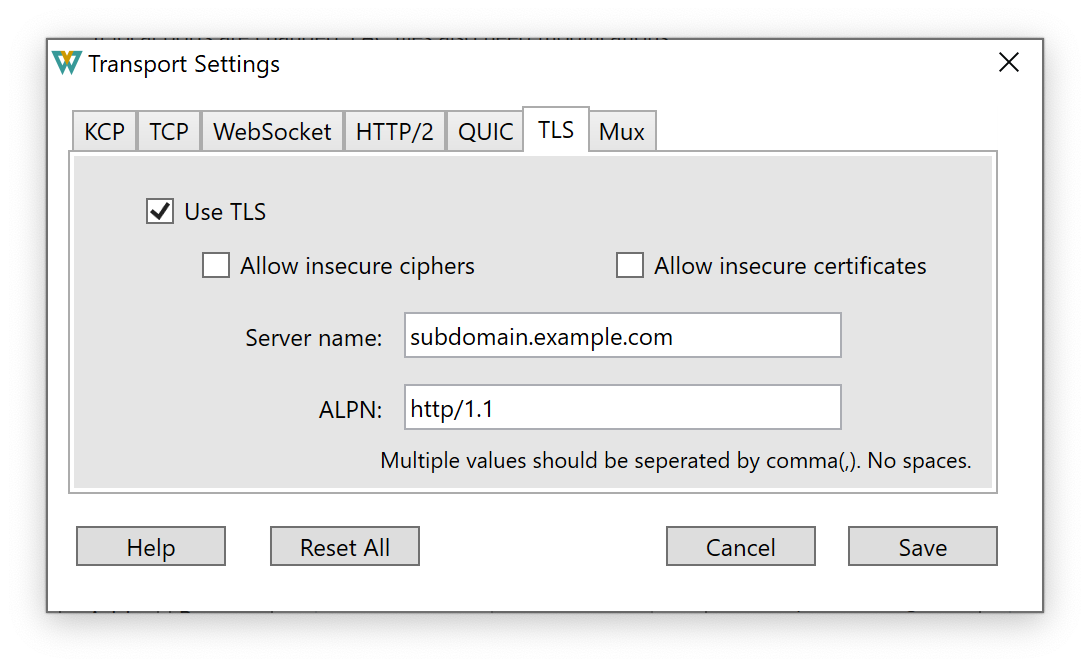 Transport Settings
KCP TCP WebSocket HTTP/2 QUIC TLS Mux
Use TLS
Allow insecure ciphers Allow insecure certificates
Server name: subdomain.example.com
ALPN: http/1.1
Multiple values should be seperated by comma(,). No spaces.
Help Reset All Cancel Save